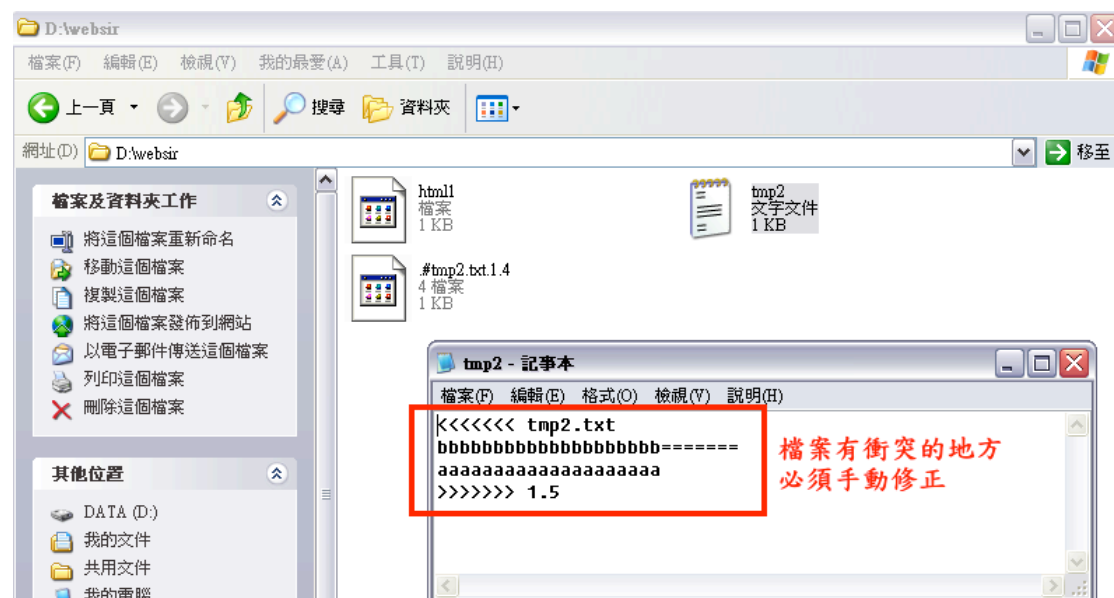 D:\websir
檔案(F) 編輯(E) 檢視(V) 我的最愛(A) 工具(T) 說明(H)
上一頁 搜尋 資料夾
網址(D) D:\websir 移至
檔案及資料夾工作
將這個檔案重新命名
移動這個檔案
複製這個檔案
將這個檔案發佈到網站
以電子郵件傳送這個檔案
列印這個檔案
刪除這個檔案
其他位置
DATA (D:)
我的文件
共用文件
我的電腦
html1
檔案
1 KB
tmp2
文字文件
1 KB
.#tmp2.txt.1.4
4 檔案
1 KB
tmp2 - 記事本
檔案(F) 編輯(E) 格式(O) 檢視(V) 說明(H)
<<<<<<< tmp2.txt
bbbbbbbbbbbbbbbbbbbb=======
aaaaaaaaaaaaaaaaaaaa
>>>>>>> 1.5
檔案有衝突的地方
必須手動修正